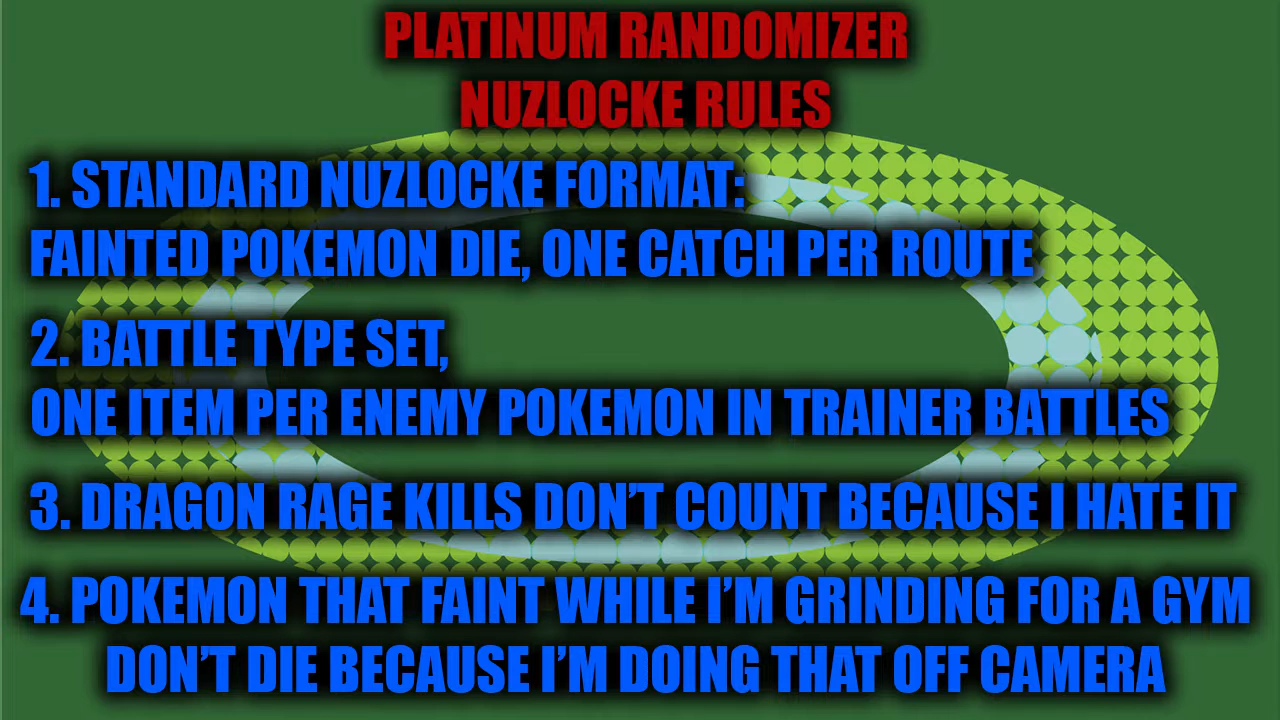 PLATINUM RANDOMIZER
NUZLOCKE RULES
1. STANDARD NUZLOCKE FORMAT:
FAINTED POKEMON DIE, ONE CATCH PER ROUTE
2. BATTLE TYPE SET,
ONE ITEM PER ENEMY POKEMON IN TRAINER BATTLES
3. DRAGON RAGE KILLS DON'T COUNT BECAUSE I HATE IT
4. POKEMON THAT FAINT WHILE I'M GRINDING FOR A GYM
DON'T DIE BECAUSE I'M DOING THAT OFF CAMERA